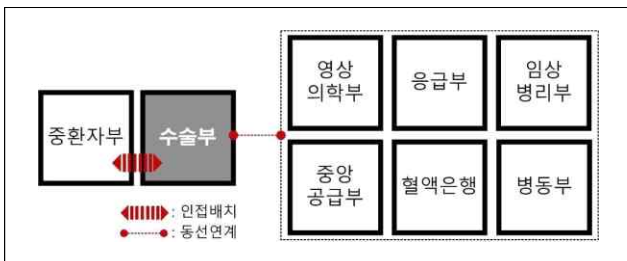 중환자부
수술부
영상
의학부
응급부
임상
병리부
중앙
공급부
혈액은행
병동부
: 인접배치
: 동선연계